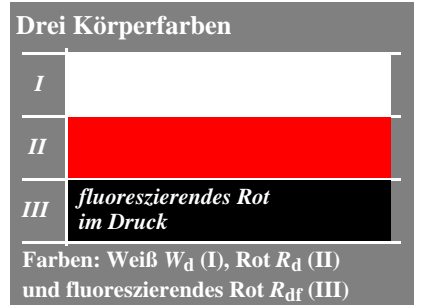 Drei Körperfarben
I
II
III
fluoreszierendes Rot
im Druck
Farben: Weiß Wd (I), Rot Rd (II)
und fluoreszierendes Rot Rdf (III)